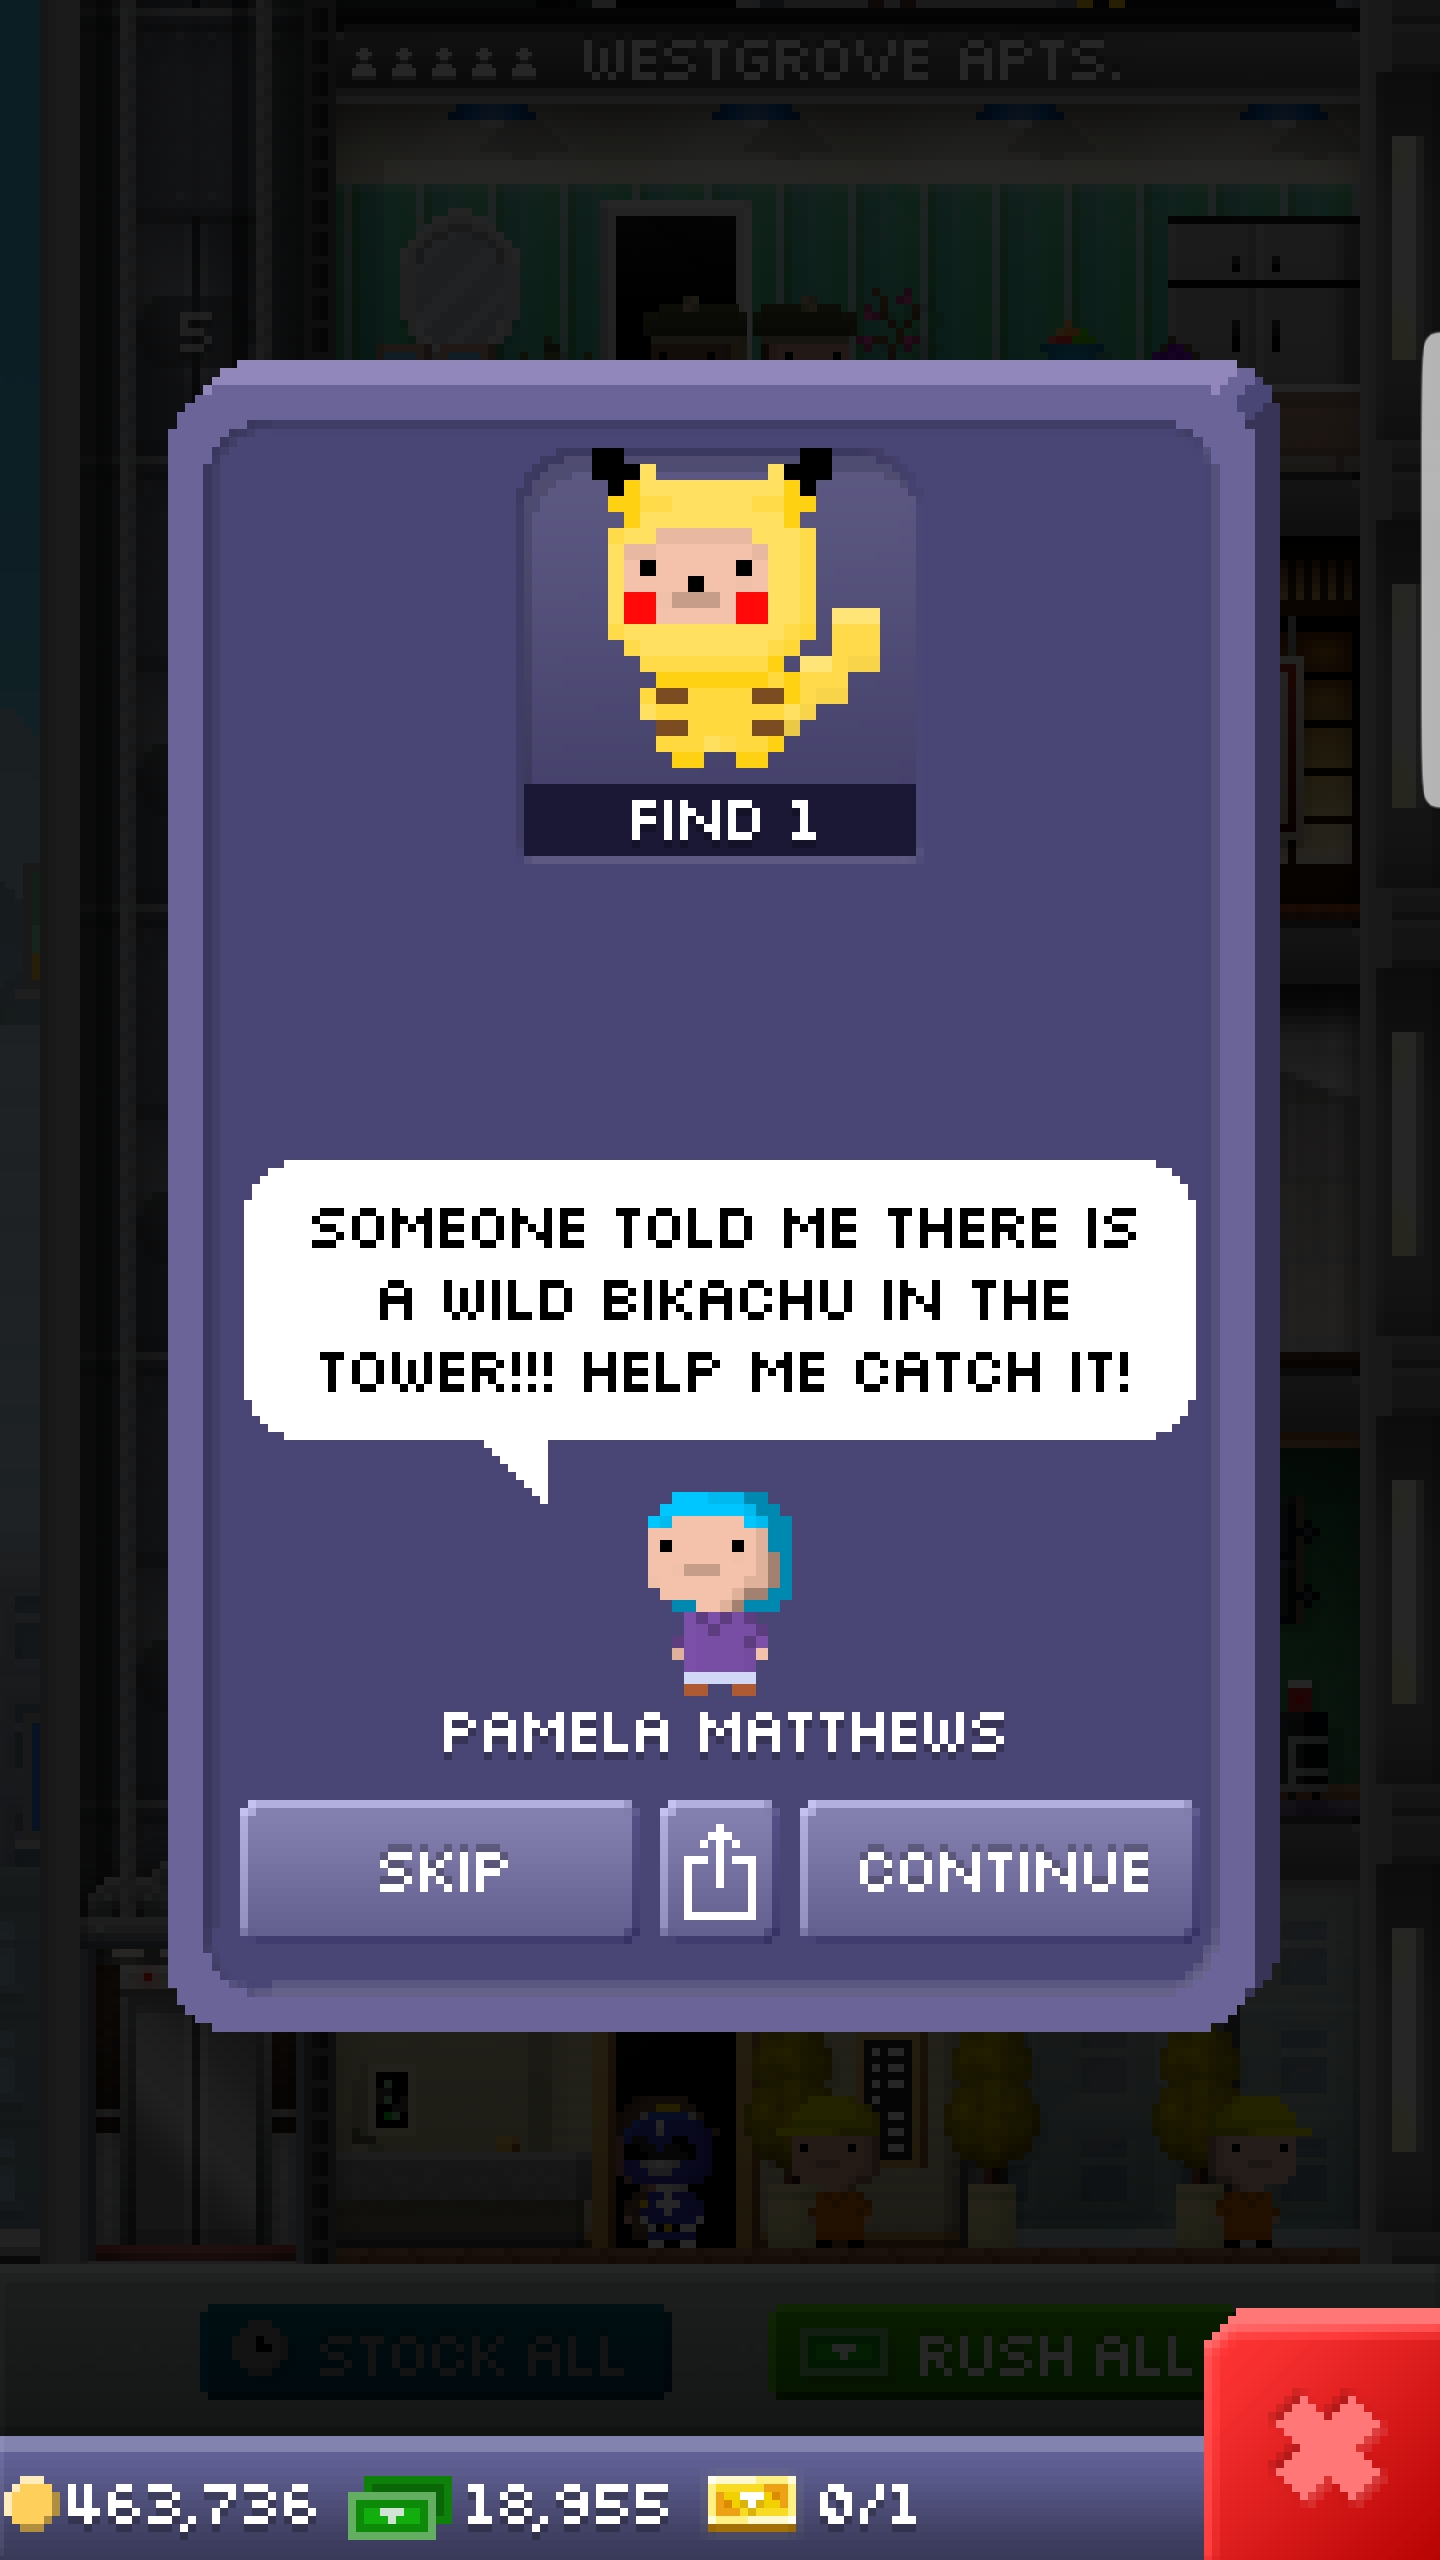 WESTGROVE APTS.
5
FIND 1
SOMEONE TOLD ME THERE IS
A WILD BIKACHU IN THE
TOWER!!! HELP ME CATCH IT!
PAMELA MATTHEWS
SKIP
CONTINUE
STOCK ALL
RUSH ALL
463,736
18,955
0/1